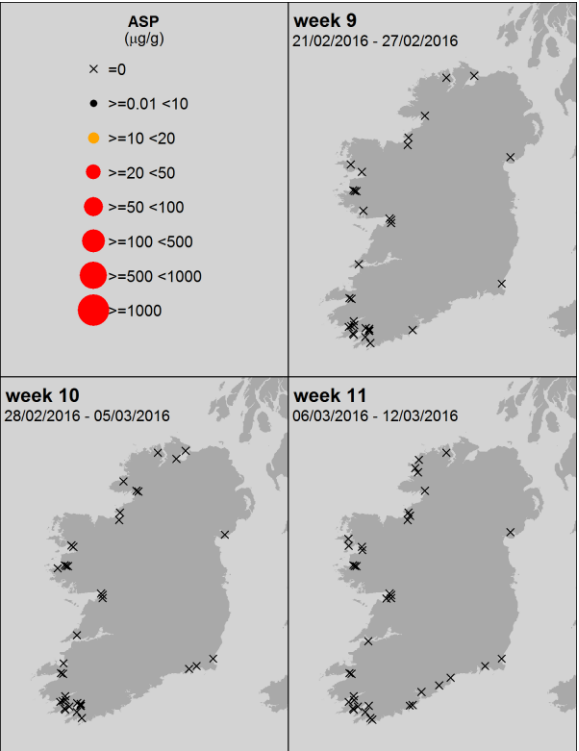 ASP
(µg/g)
=0
>=0.01 <10
>=10 <20
>=20 <50
>=50 <100
>=100 <500
>=500 <1000
>=1000
week 9
21/02/2016 - 27/02/2016
week 10
28/02/2016 - 05/03/2016
week 11
06/03/2016 - 12/03/2016